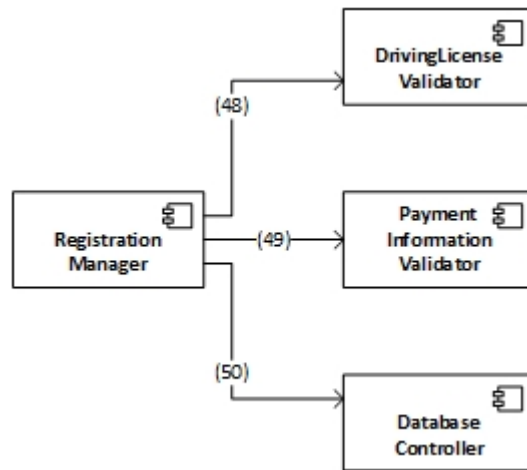 DrivingLicense
Validator
(48)
Registration
Manager
(49)
Payment
Information
Validator
(50)
Database
Controller